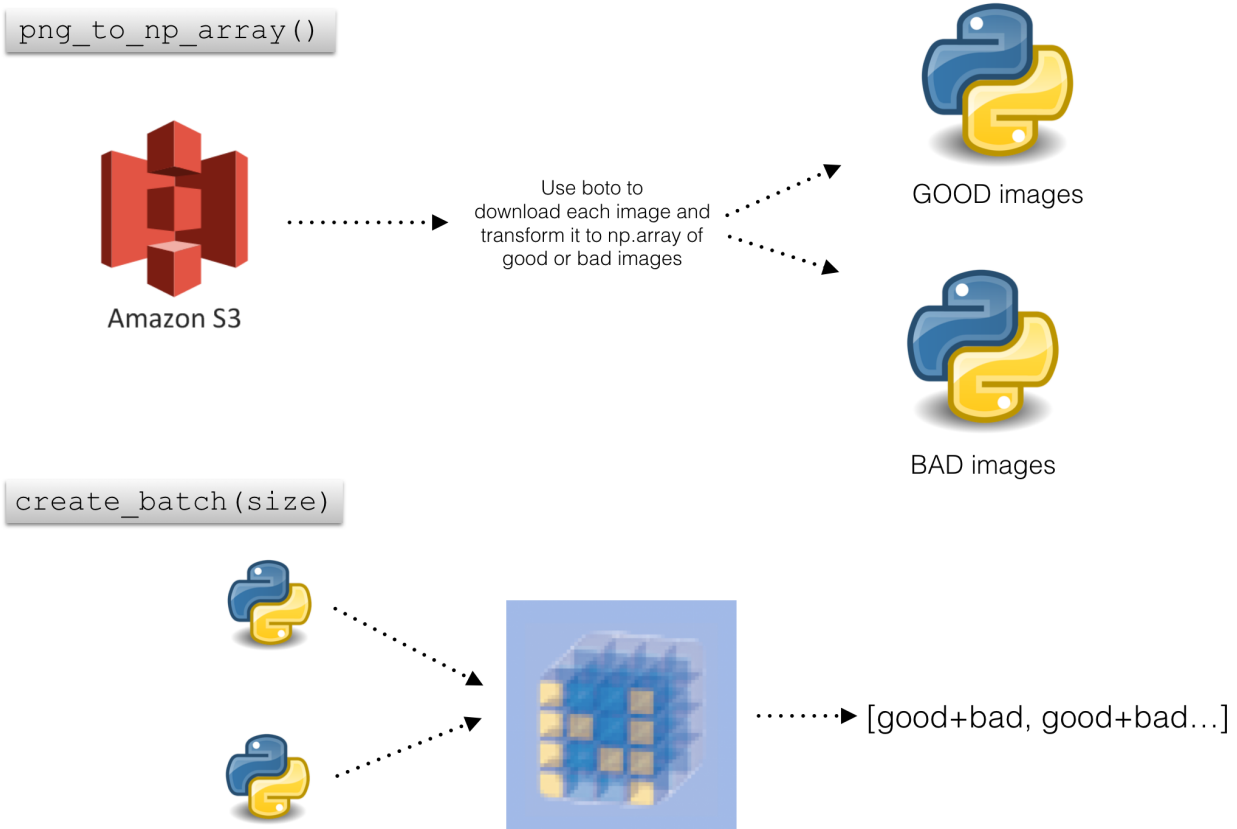 png_to_np_array()
Amazon S3
Use boto to
download each image and
transform it to np.array of
good or bad images
GOOD images
BAD images
create_batch(size)
[good+bad, good+bad…]